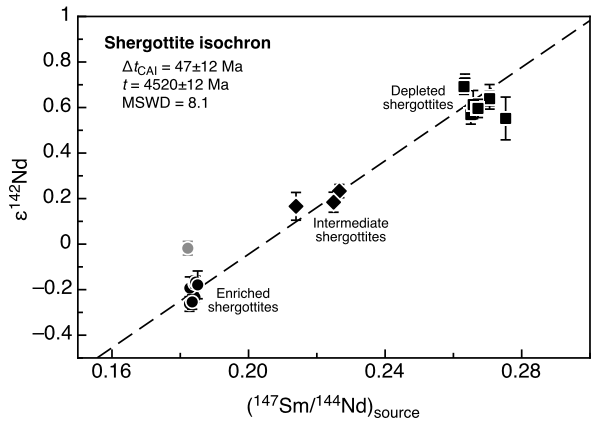 Shergottite isochron
ΔtCAI = 47±12 Ma
t = 4520±12 Ma
MSWD = 8.1
Depleted
shergottites
Intermediate
shergottites
Enriched
shergottites
1
0.8
0.6
0.4
0.2
0
−0.2
−0.4
ε¹⁴²Nd
0.16 0.20 0.24 0.28
(¹⁴⁷Sm/¹⁴⁴Nd)source